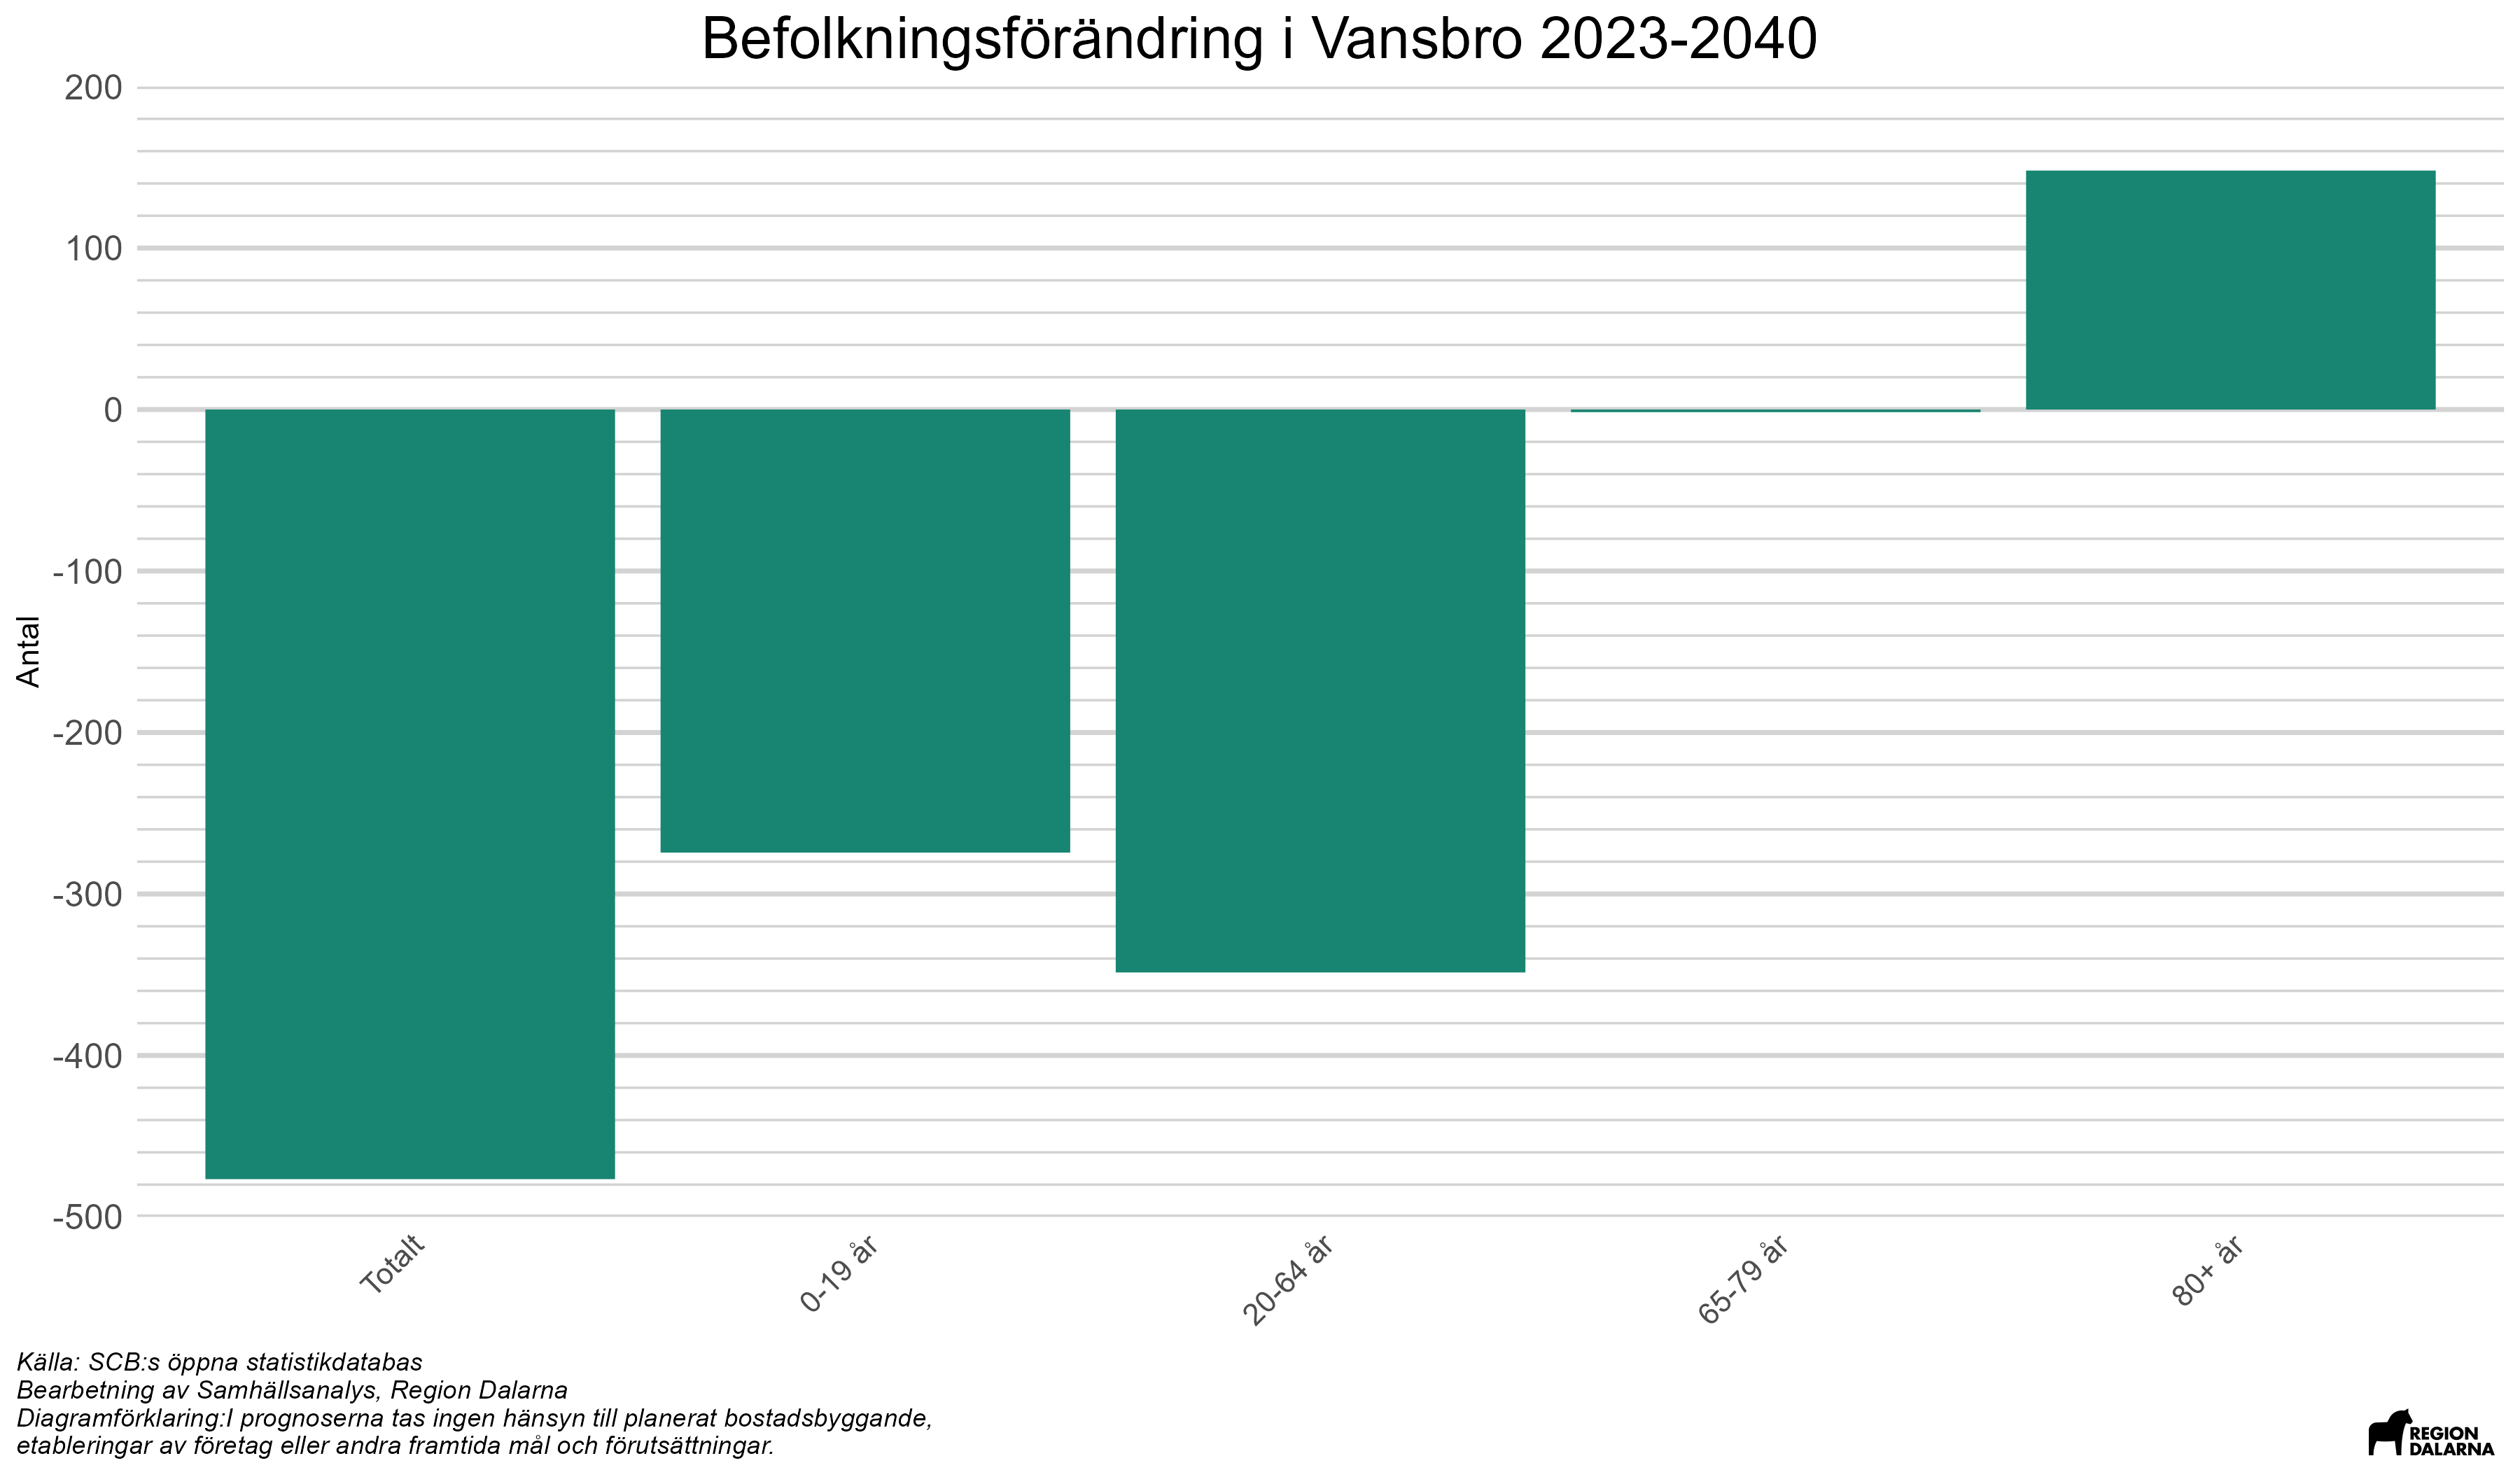 Befolkningsförändring i Vansbro 2023-2040
200
100
0
-100
-200
-300
-400
-500
Antal
Totalt
0-19 år
20-64 år
65-79 år
80+ år
Källa: SCB:s öppna statistikdatabas
Bearbetning av Samhällsanalys, Region Dalarna
Diagramförklaring:I prognoserna tas ingen hänsyn till planerat bostadsbyggande,
etableringar av företag eller andra framtida mål och förutsättningar.
REGION
DALARNA